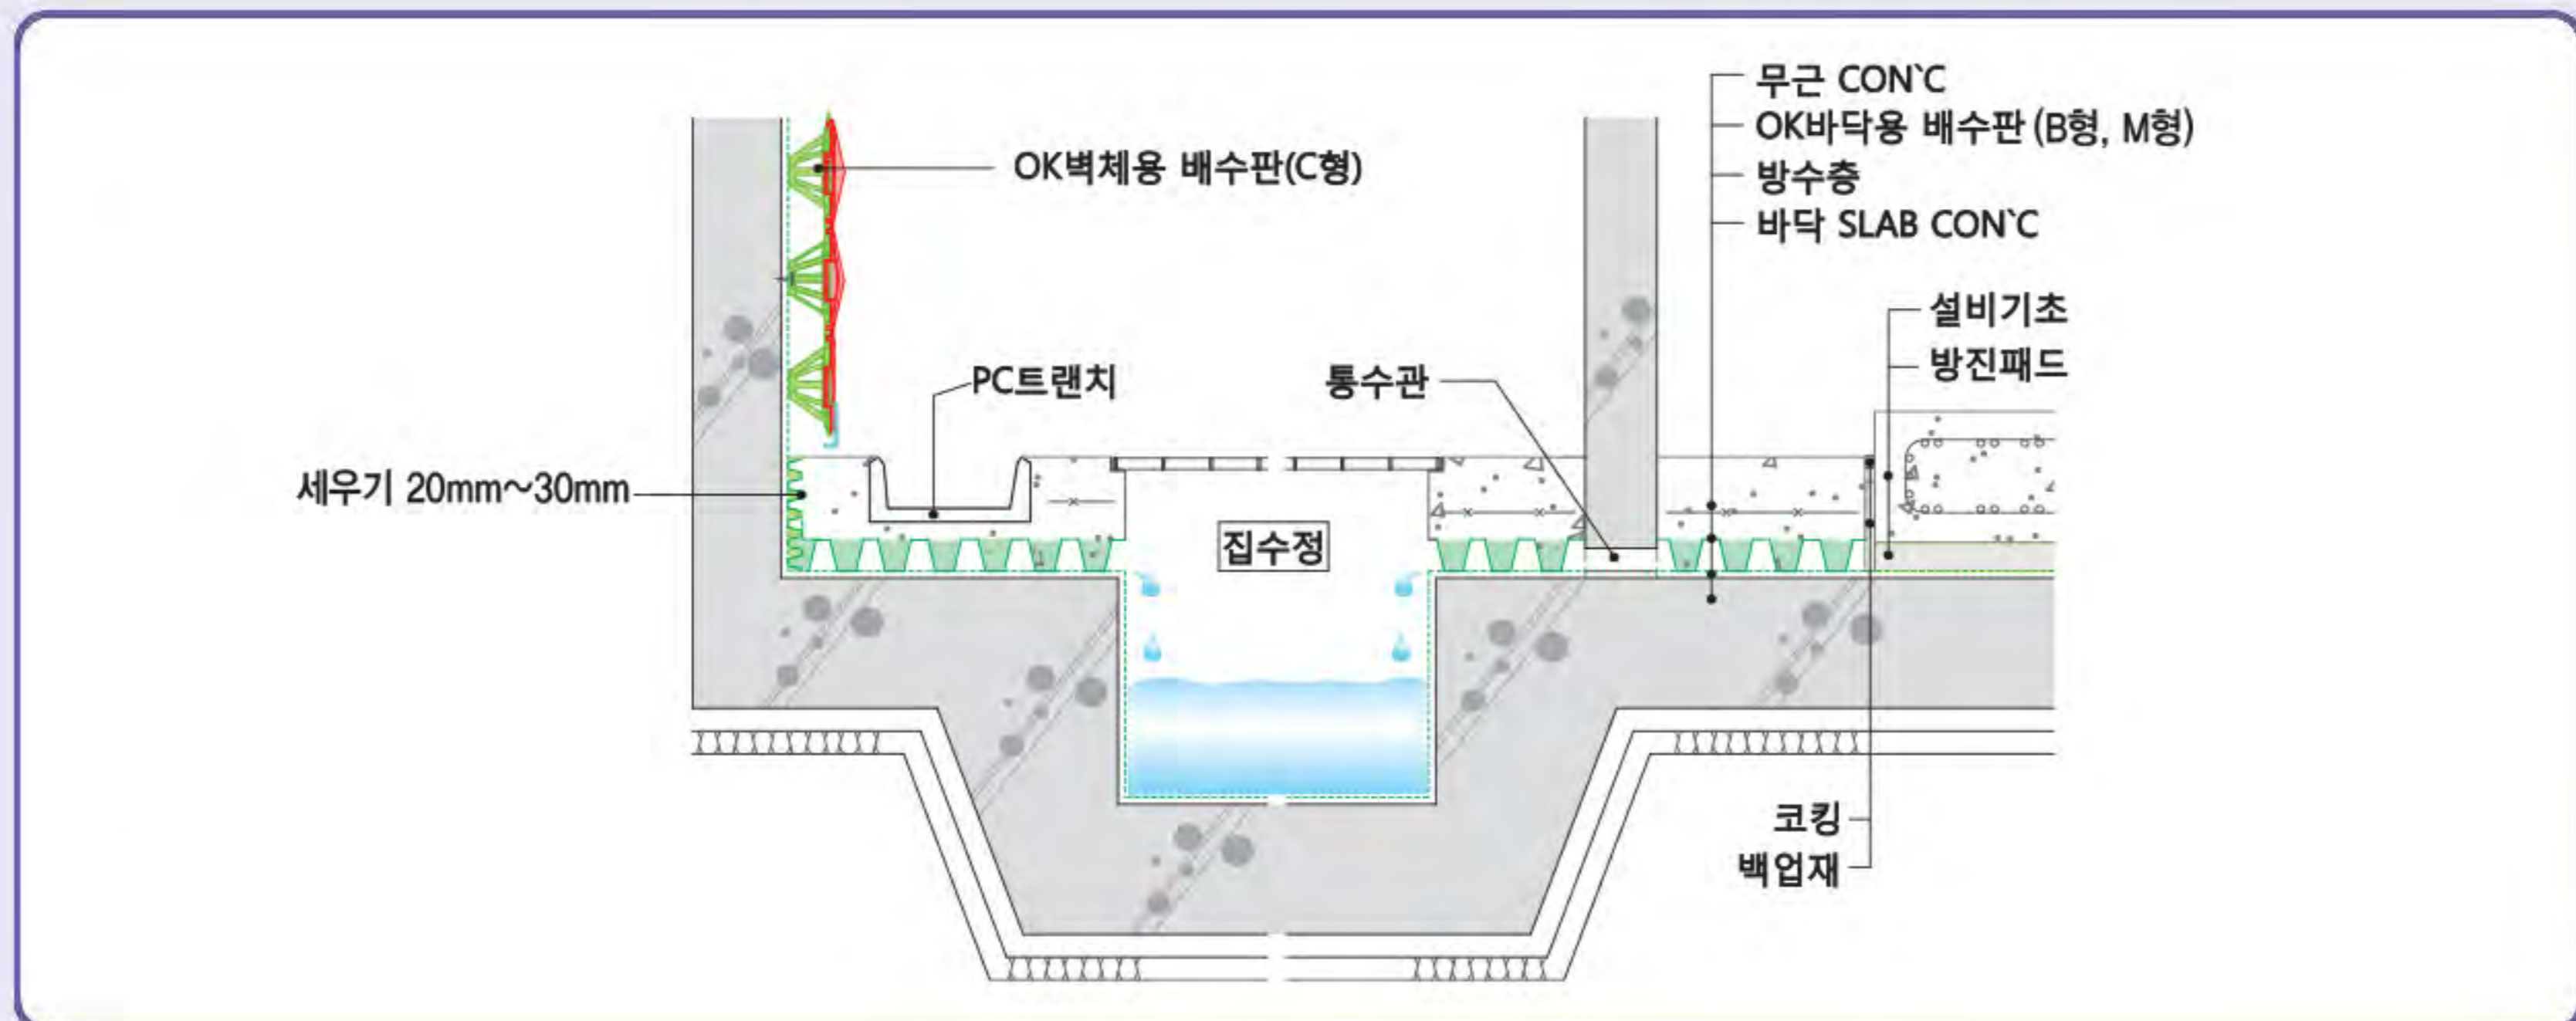 무근 CON`C
OK바닥용 배수판 (B형, M형)
OK벽체용 배수판(C형)
방수층
바닥 SLAB CON`C
설비기초
방진패드
PC트랜치
통수관
세우기 20mm~30mm
집수정
코킹
백업재